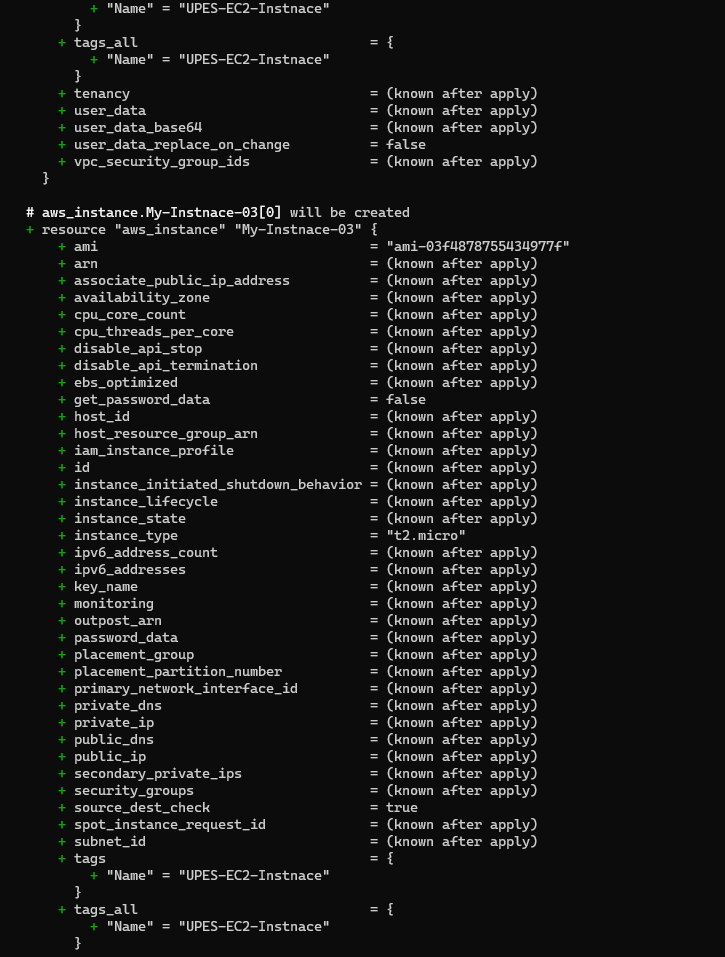 + "Name" = "UPES-EC2-Instnace"
}
+ tags_all = {
+ "Name" = "UPES-EC2-Instnace"
}
+ tenancy = (known after apply)
+ user_data = (known after apply)
+ user_data_base64 = (known after apply)
+ user_data_replace_on_change = false
+ vpc_security_group_ids = (known after apply)
}
# aws_instance.My-Instnace-03[0] will be created
+ resource "aws_instance" "My-Instnace-03" {
+ ami = "ami-03f4878755434977f"
+ arn = (known after apply)
+ associate_public_ip_address = (known after apply)
+ availability_zone = (known after apply)
+ cpu_core_count = (known after apply)
+ cpu_threads_per_core = (known after apply)
+ disable_api_stop = (known after apply)
+ disable_api_termination = (known after apply)
+ ebs_optimized = (known after apply)
+ get_password_data = false
+ host_id = (known after apply)
+ host_resource_group_arn = (known after apply)
+ iam_instance_profile = (known after apply)
+ id = (known after apply)
+ instance_initiated_shutdown_behavior = (known after apply)
+ instance_lifecycle = (known after apply)
+ instance_state = (known after apply)
+ instance_type = "t2.micro"
+ ipv6_address_count = (known after apply)
+ ipv6_addresses = (known after apply)
+ key_name = (known after apply)
+ monitoring = (known after apply)
+ outpost_arn = (known after apply)
+ password_data = (known after apply)
+ placement_group = (known after apply)
+ placement_partition_number = (known after apply)
+ primary_network_interface_id = (known after apply)
+ private_dns = (known after apply)
+ private_ip = (known after apply)
+ public_dns = (known after apply)
+ public_ip = (known after apply)
+ secondary_private_ips = (known after apply)
+ security_groups = (known after apply)
+ source_dest_check = true
+ spot_instance_request_id = (known after apply)
+ subnet_id = (known after apply)
+ tags = {
+ "Name" = "UPES-EC2-Instnace"
}
+ tags_all = {
+ "Name" = "UPES-EC2-Instnace"
}